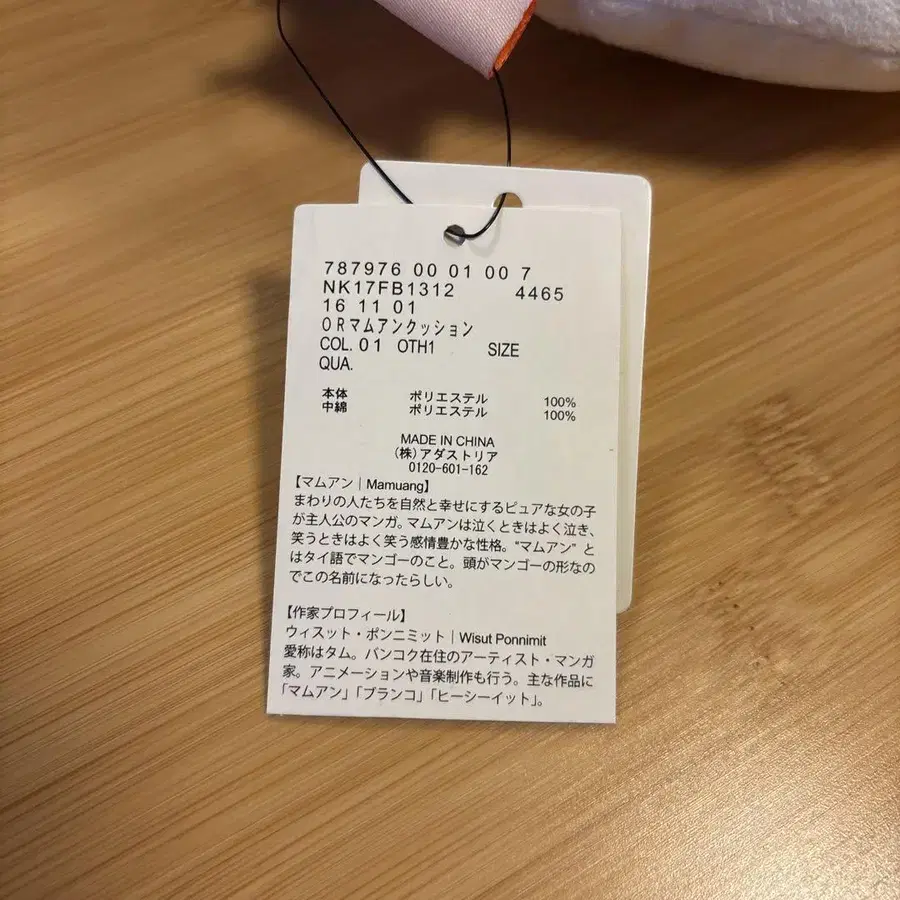 787976 00 01 00 7
NK17FB1312 4465
16 11 01
ORマムアンクッション
COL. 01 OTH1 SIZE
QUA.
本体 ポリエステル 100%
中綿 ポリエステル 100%
MADE IN CHINA
(株)アダストリア
0120-601-162
【マムアン｜Mamuang】
まわりの人たちを自然と幸せにするピュアな女の子
が主人公のマンガ。マムアンは泣くときはよく泣き、
笑うときはよく笑う感情豊かな性格。“マムアン” と
はタイ語でマンゴーのこと。頭がマンゴーの形なの
でこの名前になったらしい。
【作家プロフィール】
ウィスット・ポンニミット｜Wisut Ponnimit
愛称はタム。バンコク在住のアーティスト・マンガ
家。アニメーションや音楽制作も行う。主な作品に
「マムアン」「ブランコ」「ヒーシーイット」。